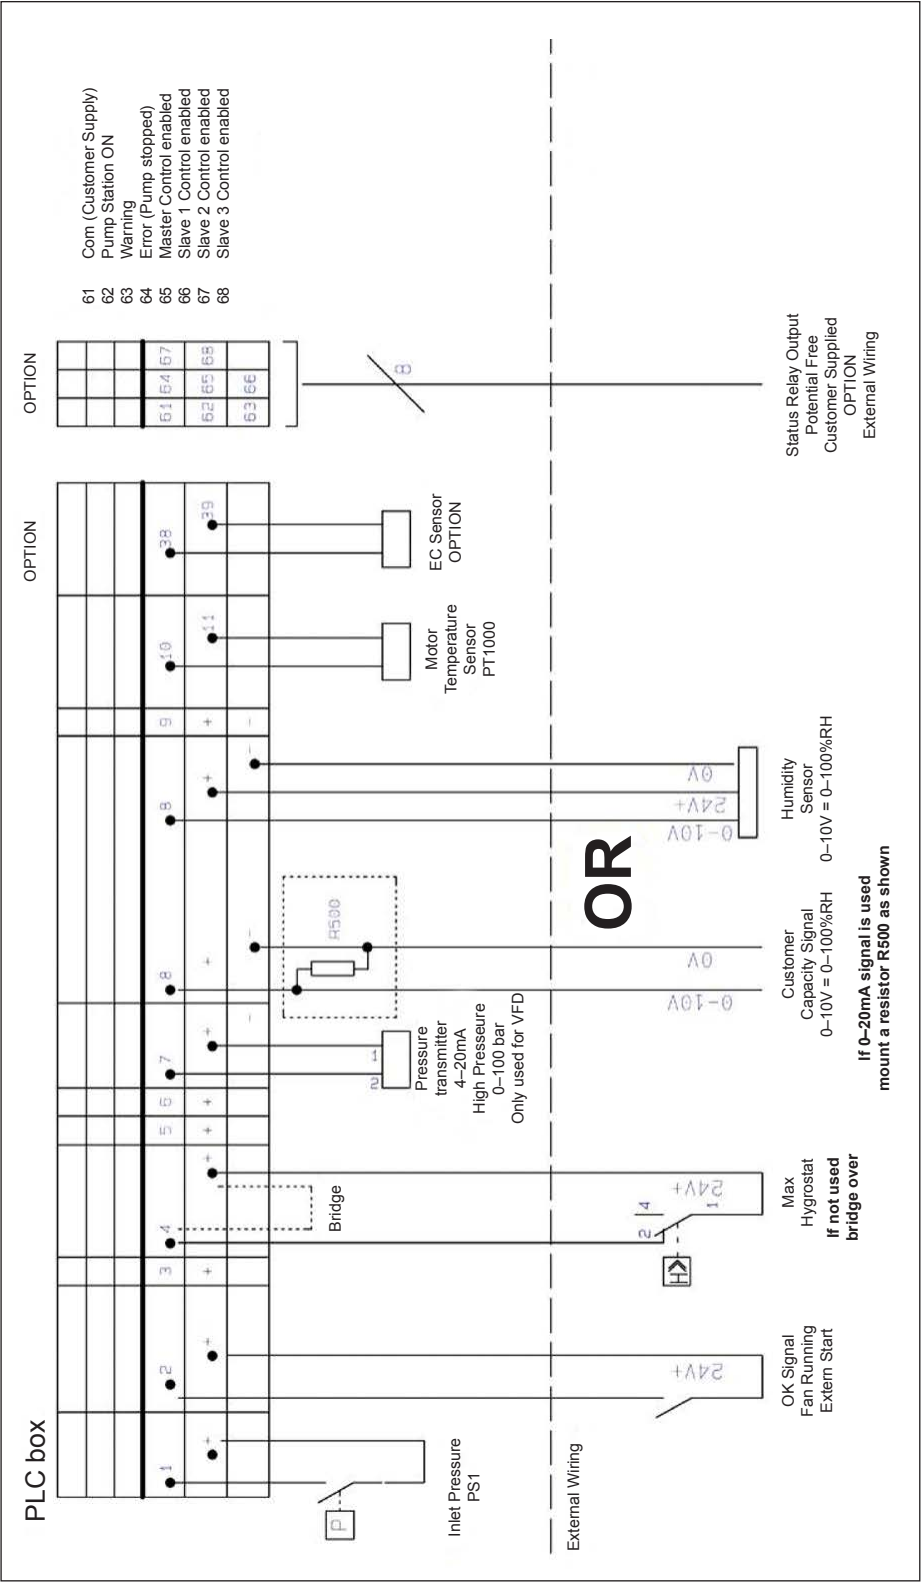 PLC box
OPTION
OPTION
61 Com (Customer Supply)
62 Pump Station ON
63 Warning
64 Error (Pump stopped)
65 Master Control enabled
66 Slave 1 Control enabled
67 Slave 2 Control enabled
68 Slave 3 Control enabled
1 2 3 4 5 6 7 8 8 9 10 38 61 64 67
+ + + + + + + + + + 11 39 62 65 68
- - - - 63 66
P
Inlet Pressure
PS1
Bridge
2 1
Pressure
transmitter
4–20mA
High Presseure
0–100 bar
Only used for VFD
R500
Motor
Temperature
Sensor
PT1000
EC Sensor
OPTION
8
External Wiring
OR
24V+
OK Signal
Fan Running
Extern Start
H>
2 4
1
24V+
Max
Hygrostat
If not used
bridge over
0-10V
0V
Customer
Capacity Signal
0–10V = 0–100%RH
If 0–20mA signal is used
mount a resistor R500 as shown
0-10V
24V+
0V
Humidity
Sensor
0–10V = 0–100%RH
Status Relay Output
Potential Free
Customer Supplied
OPTION
External Wiring